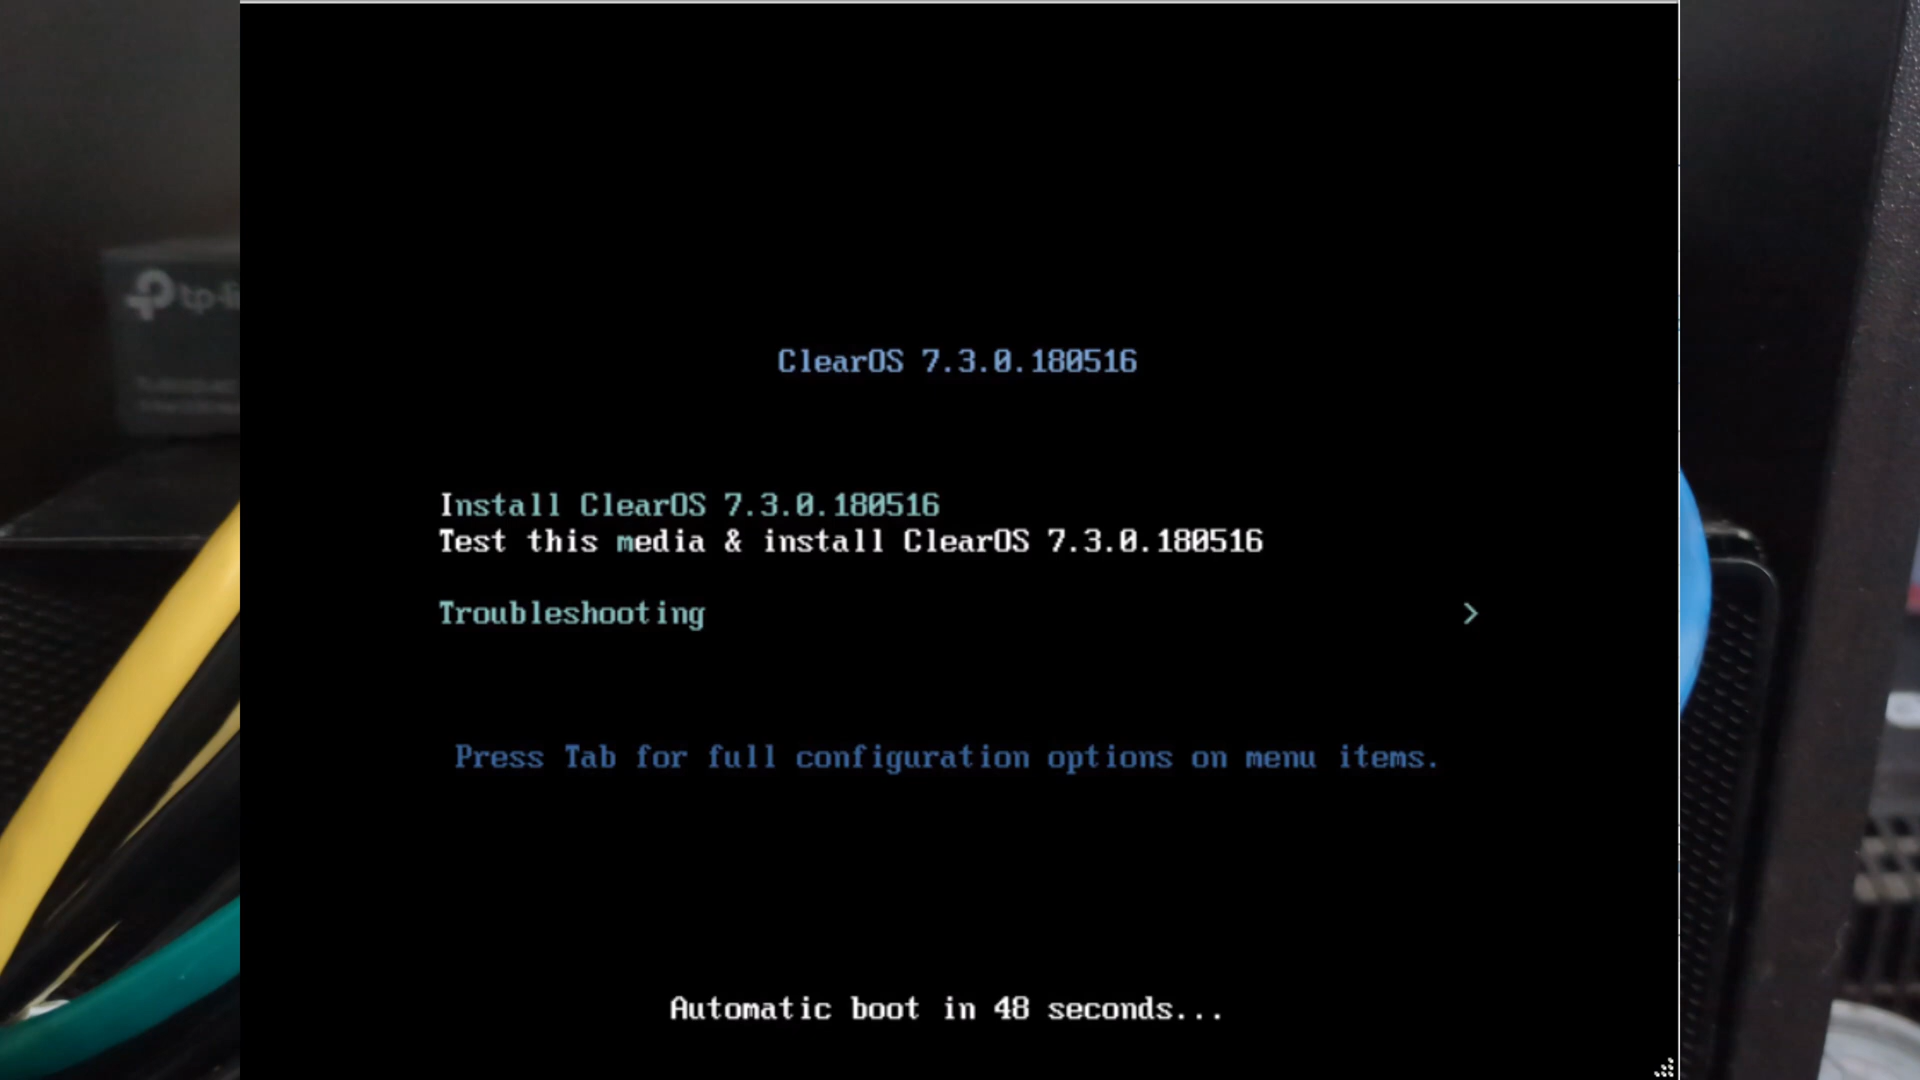 tp-li
ClearOS 7.3.0.180516
Install ClearOS 7.3.0.180516
Test this media & install ClearOS 7.3.0.180516
Troubleshooting >
Press Tab for full configuration options on menu items.
Automatic boot in 48 seconds...